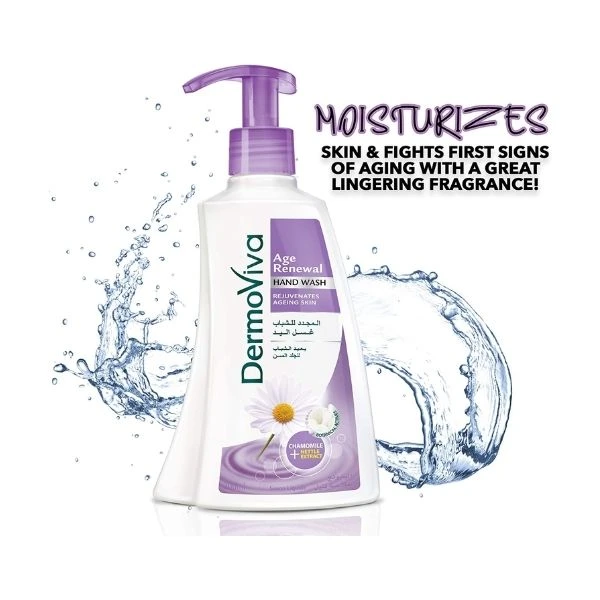 MOISTURIZES
SKIN & FIGHTS FIRST SIGNS
OF AGING WITH A GREAT
LINGERING FRAGRANCE!
DermoViva
Age
Renewal
HAND WASH
REJUVENATES
AGEING SKIN
المجدد للشباب
غسل اليد
يعيد الشباب
للجلد المسن
CHAMOMILE
+ NETTLE
EXTRACT